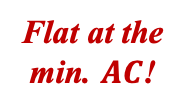 Flat at the
min. AC!